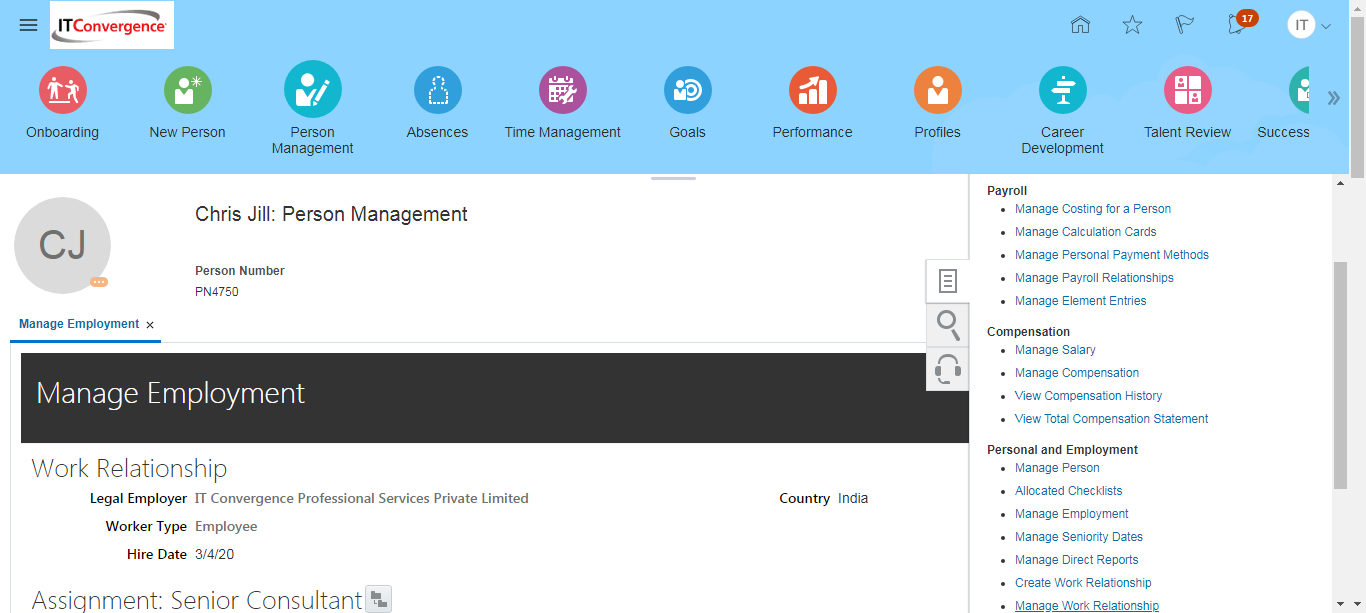 ITConvergence
17
IT
Onboarding
New Person
Person
Management
Absences
Time Management
Goals
Performance
Profiles
Career
Development
Talent Review
Success
CJ
Chris Jill: Person Management
Person Number
PN4750
Manage Employment
Manage Employment
Work Relationship
Legal Employer IT Convergence Professional Services Private Limited
Country India
Worker Type Employee
Hire Date 3/4/20
Assignment: Senior Consultant
Payroll
Manage Costing for a Person
Manage Calculation Cards
Manage Personal Payment Methods
Manage Payroll Relationships
Manage Element Entries
Compensation
Manage Salary
Manage Compensation
View Compensation History
View Total Compensation Statement
Personal and Employment
Manage Person
Allocated Checklists
Manage Employment
Manage Seniority Dates
Manage Direct Reports
Create Work Relationship
Manage Work Relationship